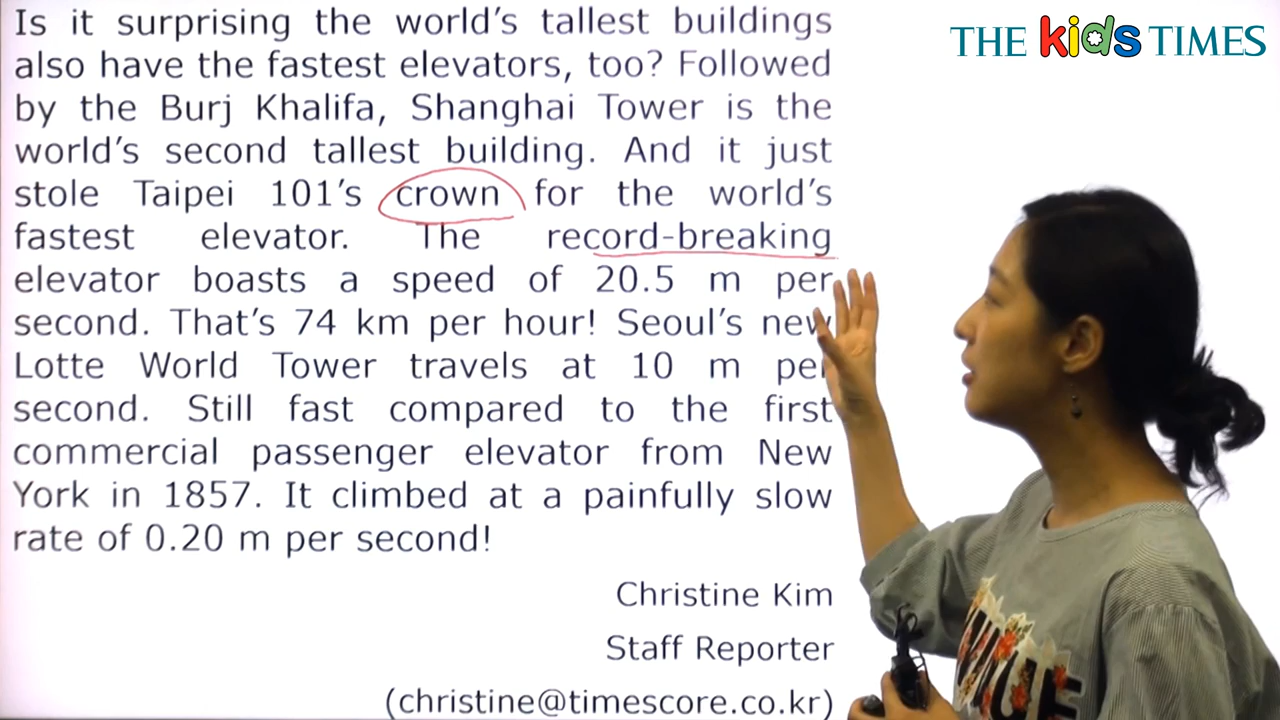 Is it surprising the world's tallest buildings
also have the fastest elevators, too? Followed
by the Burj Khalifa, Shanghai Tower is the
world's second tallest building. And it just
stole Taipei 101's crown for the world's
fastest elevator. The record-breaking
elevator boasts a speed of 20.5 m per
second. That's 74 km per hour! Seoul's new
Lotte World Tower travels at 10 m per
second. Still fast compared to the first
commercial passenger elevator from New
York in 1857. It climbed at a painfully slow
rate of 0.20 m per second!
Christine Kim
Staff Reporter
(christine@timescore.co.kr)
THE kids TIMES